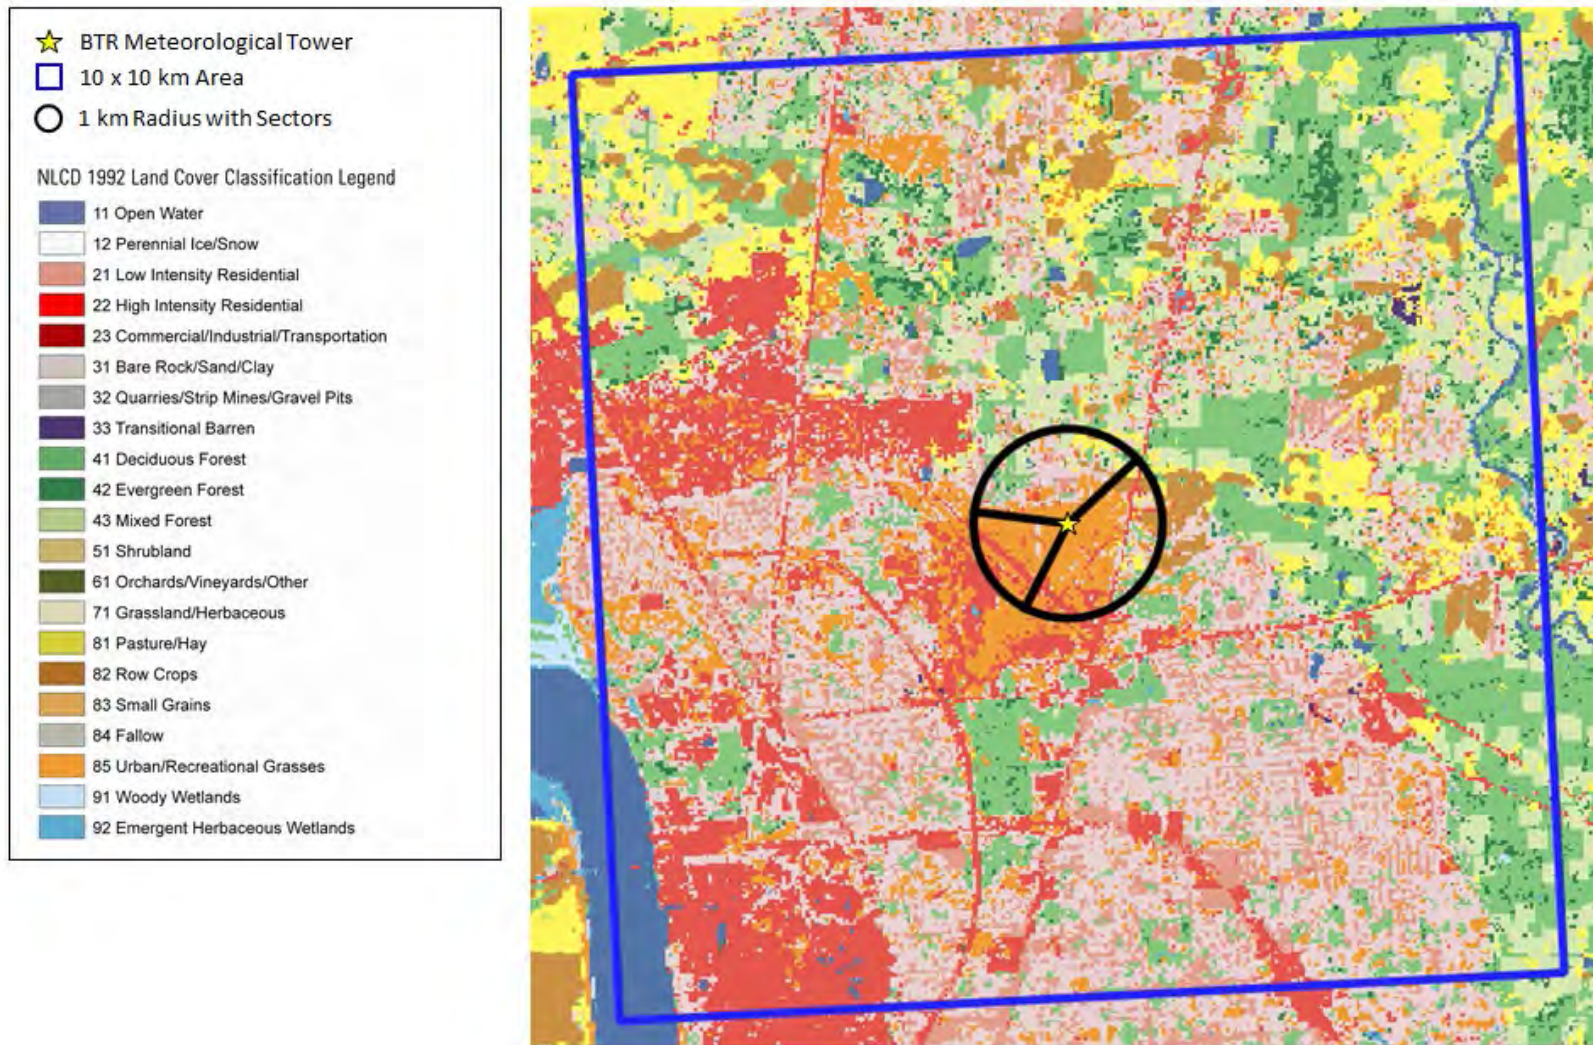 BTR Meteorological Tower
10 x 10 km Area
1 km Radius with Sectors
NLCD 1992 Land Cover Classification Legend
11 Open Water
12 Perennial Ice/Snow
21 Low Intensity Residential
22 High Intensity Residential
23 Commercial/Industrial/Transportation
31 Bare Rock/Sand/Clay
32 Quarries/Strip Mines/Gravel Pits
33 Transitional Barren
41 Deciduous Forest
42 Evergreen Forest
43 Mixed Forest
51 Shrubland
61 Orchards/Vineyards/Other
71 Grassland/Herbaceous
81 Pasture/Hay
82 Row Crops
83 Small Grains
84 Fallow
85 Urban/Recreational Grasses
91 Woody Wetlands
92 Emergent Herbaceous Wetlands